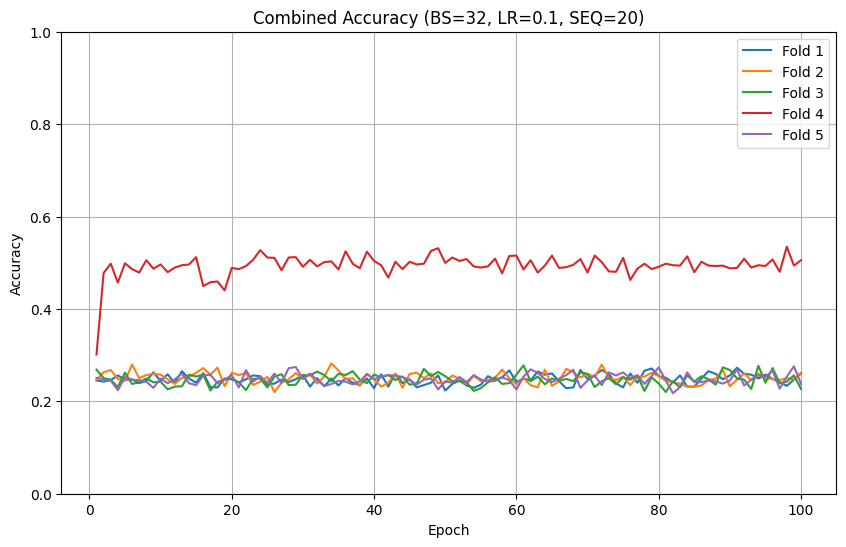 Combined Accuracy (BS=32, LR=0.1, SEQ=20)
1.0
0.8
0.6
0.4
0.2
0.0
Accuracy
Fold 1
Fold 2
Fold 3
Fold 4
Fold 5
0 20 40 60 80 100
Epoch